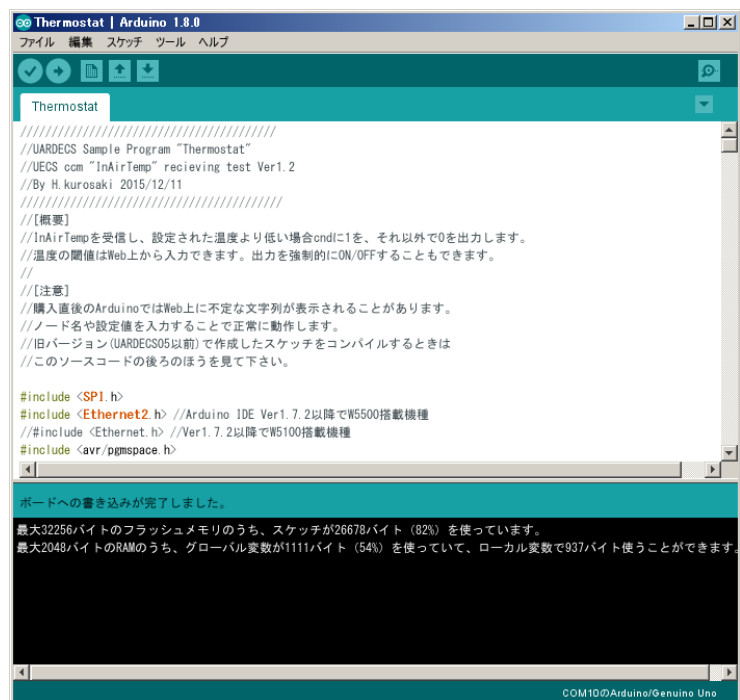 Thermostat | Arduino 1.8.0
ファイル 編集 スケッチ ツール ヘルプ
Thermostat
/////////////////////////////////////////
//UARDECS Sample Program "Thermostat"
//UECS ccm "InAirTemp" recieving test Ver1.2
//By H.kurosaki 2015/12/11
//////////////////////////////////////////
//[概要]
//InAirTempを受信し、設定された温度より低い場合cndに1を、それ以外で0を出力します。
//温度の閾値はWeb上から入力できます。出力を強制的にON/OFFすることもできます。
//
//[注意]
//購入直後のArduinoではWeb上に不定な文字列が表示されることがあります。
//ノード名や設定値を入力することで正常に動作します。
//旧バージョン(UARDECS05以前)で作成したスケッチをコンパイルするときは
//このソースコードの後ろのほうを見て下さい。
#include <SPI.h>
#include <Ethernet2.h> //Arduino IDE Ver1.7.2以降でW5500搭載機種
//#include <Ethernet.h> //Ver1.7.2以降でW5100搭載機種
#include <avr/pgmspace.h>
ボードへの書き込みが完了しました。
最大32256バイトのフラッシュメモリのうち、スケッチが26678バイト（82%）を使っています。
最大2048バイトのRAMのうち、グローバル変数が1111バイト（54%）を使っていて、ローカル変数で937バイト使うことができます。
COM10のArduino/Genuino Uno